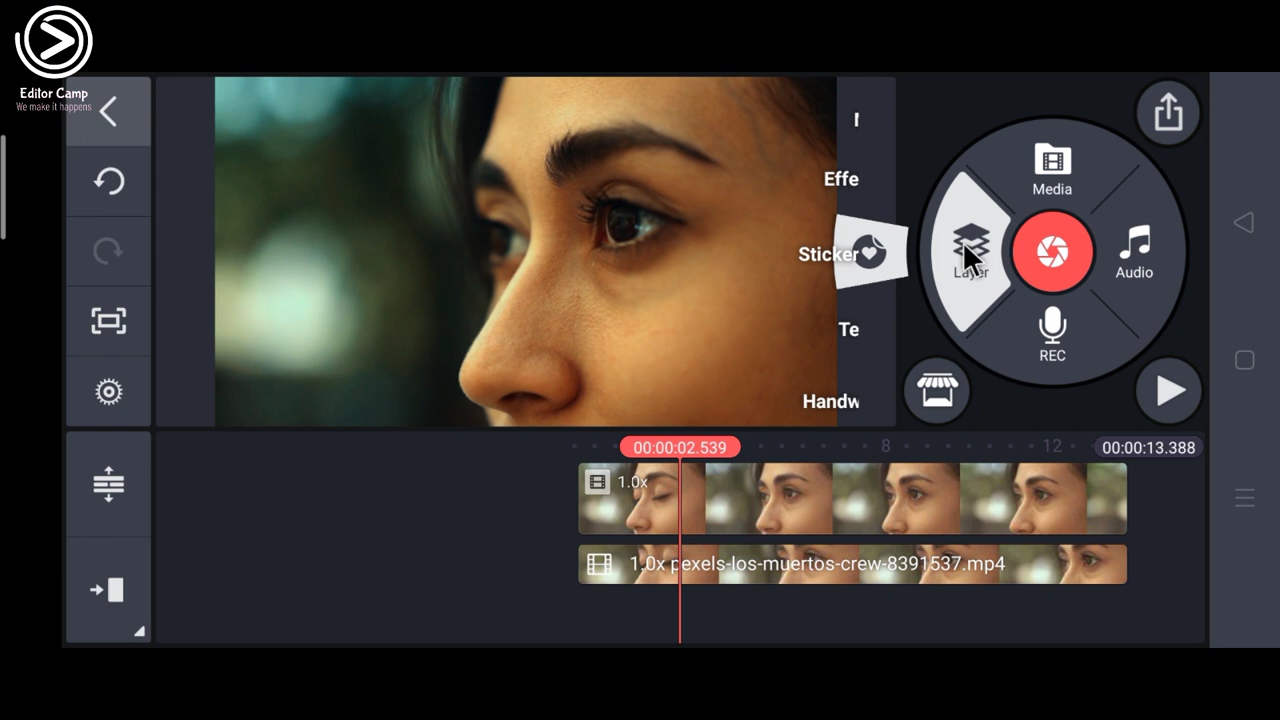 Editor Camp
We make it happens
Effe
Media
Sticker
Layer
Audio
Te
REC
Handw
00:00:02.539
8
12
00:00:13.388
1.0x
1.0x pexels-los-muertos-crew-8391537.mp4